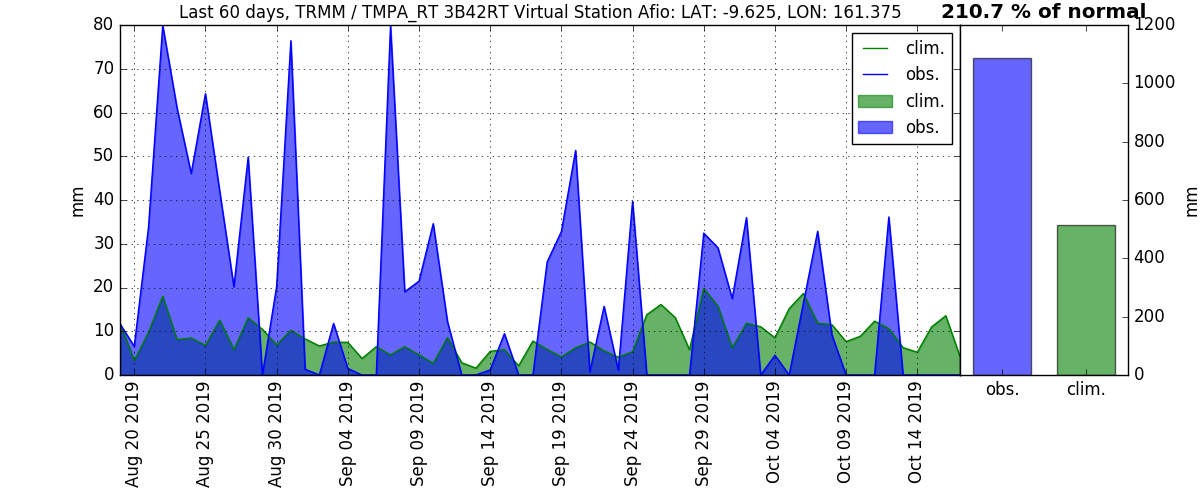 Last 60 days, TRMM / TMPA_RT 3B42RT Virtual Station Afio: LAT: -9.625, LON: 161.375
210.7 % of normal
80
70
60
50
40
30
20
10
0
mm
clim.
obs.
clim.
obs.
Aug 20 2019
Aug 25 2019
Aug 30 2019
Sep 04 2019
Sep 09 2019
Sep 14 2019
Sep 19 2019
Sep 24 2019
Sep 29 2019
Oct 04 2019
Oct 09 2019
Oct 14 2019
1200
1000
800
600
400
200
0
mm
obs.
clim.